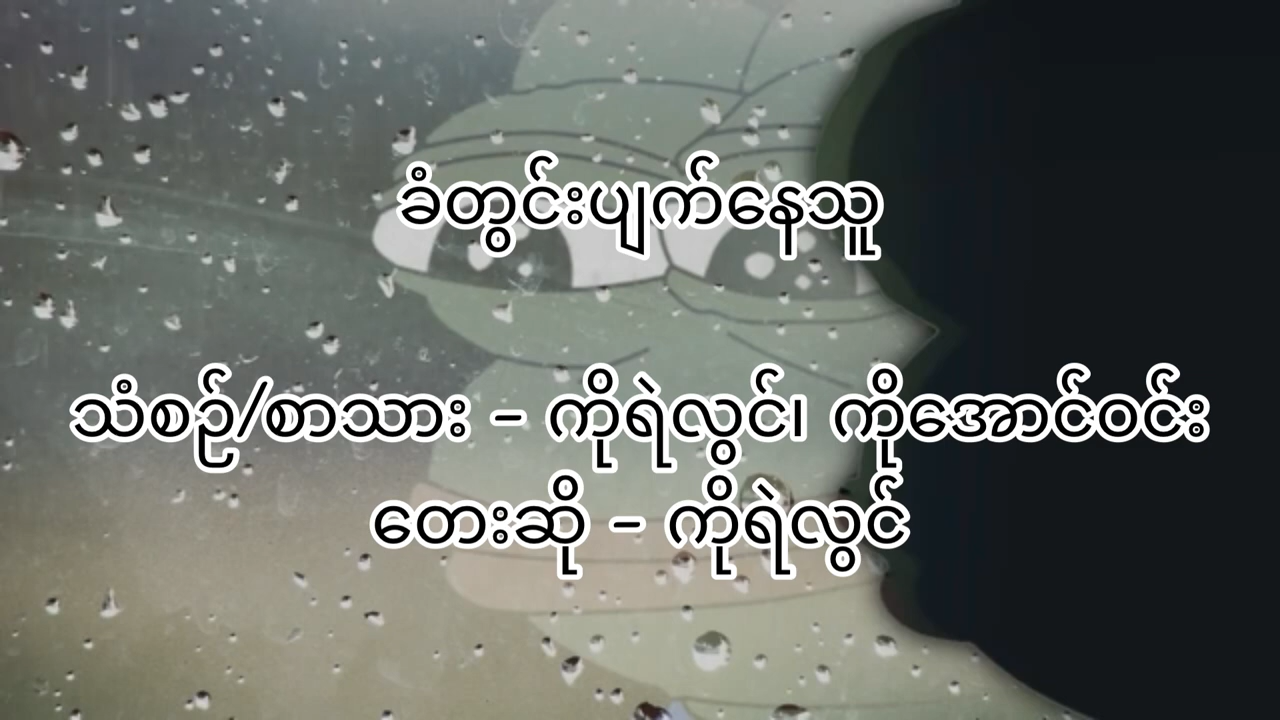 ခံတွင်းပျက်နေသူ
သံစဉ်/စာသား - ကိုရဲလွင်၊ ကိုအောင်ဝင်း
တေးဆို - ကိုရဲလွင်